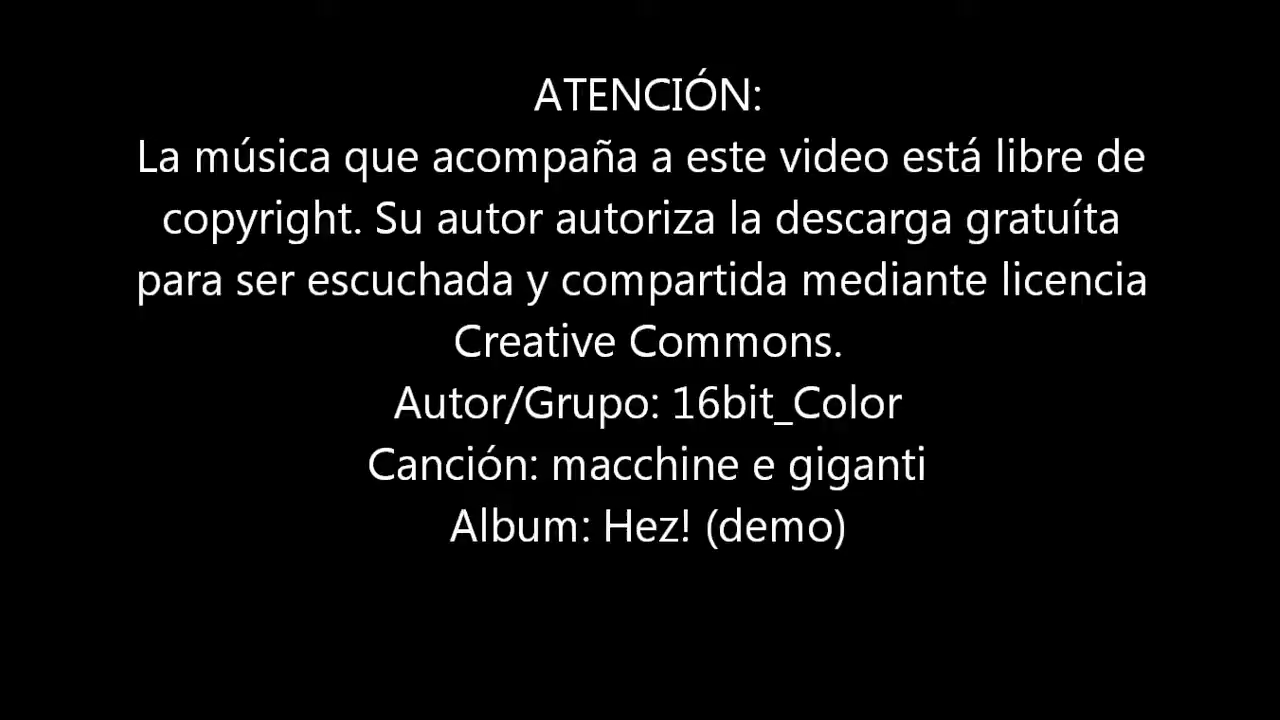 ATENCIÓN:
La música que acompaña a este video está libre de
copyright. Su autor autoriza la descarga gratuíta
para ser escuchada y compartida mediante licencia
Creative Commons.
Autor/Grupo: 16bit_Color
Canción: macchine e giganti
Album: Hez! (demo)